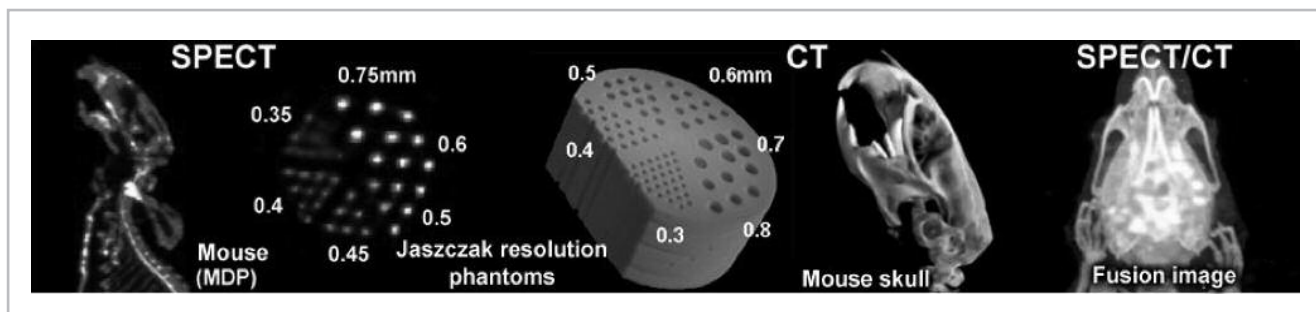 SPECT
0.75mm
0.35
0.6
0.4
0.5
0.45
Mouse
(MDP)
Jaszczak resolution
phantoms
CT
0.5
0.6mm
0.4
0.7
0.3
0.8
Mouse skull
SPECT/CT
Fusion image